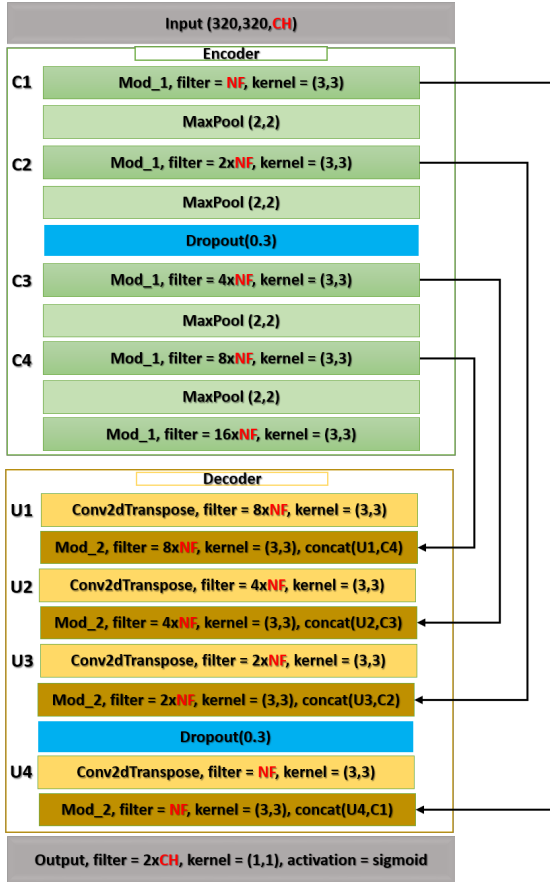 Input (320,320,CH)
Encoder
C1 Mod_1, filter = NF, kernel = (3,3)
MaxPool (2,2)
C2 Mod_1, filter = 2xNF, kernel = (3,3)
MaxPool (2,2)
Dropout(0.3)
C3 Mod_1, filter = 4xNF, kernel = (3,3)
MaxPool (2,2)
C4 Mod_1, filter = 8xNF, kernel = (3,3)
MaxPool (2,2)
Mod_1, filter = 16xNF, kernel = (3,3)
Decoder
U1 Conv2dTranspose, filter = 8xNF, kernel = (3,3)
Mod_2, filter = 8xNF, kernel = (3,3), concat(U1,C4)
U2 Conv2dTranspose, filter = 4xNF, kernel = (3,3)
Mod_2, filter = 4xNF, kernel = (3,3), concat(U2,C3)
U3 Conv2dTranspose, filter = 2xNF, kernel = (3,3)
Mod_2, filter = 2xNF, kernel = (3,3), concat(U3,C2)
Dropout(0.3)
U4 Conv2dTranspose, filter = NF, kernel = (3,3)
Mod_2, filter = NF, kernel = (3,3), concat(U4,C1)
Output, filter = 2xCH, kernel = (1,1), activation = sigmoid